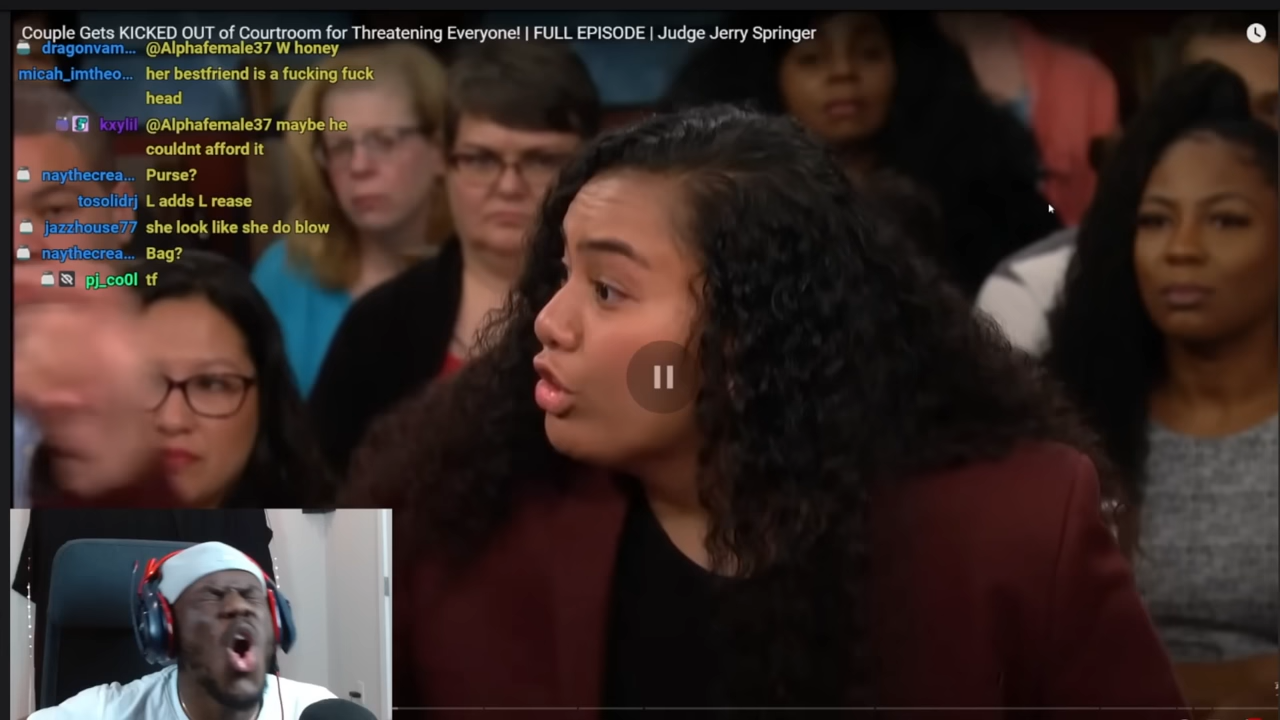 Couple Gets KICKED OUT of Courtroom for Threatening Everyone! | FULL EPISODE | Judge Jerry Springer
dragonvam... @Alphafemale37 W honey
micah_imtheo... her bestfriend is a fucking fuck
head
kxylil @Alphafemale37 maybe he
couldnt afford it
naythecrea... Purse?
tosolidrj L adds L rease
jazzhouse77 she look like she do blow
naythecrea... Bag?
pj_co0l tf